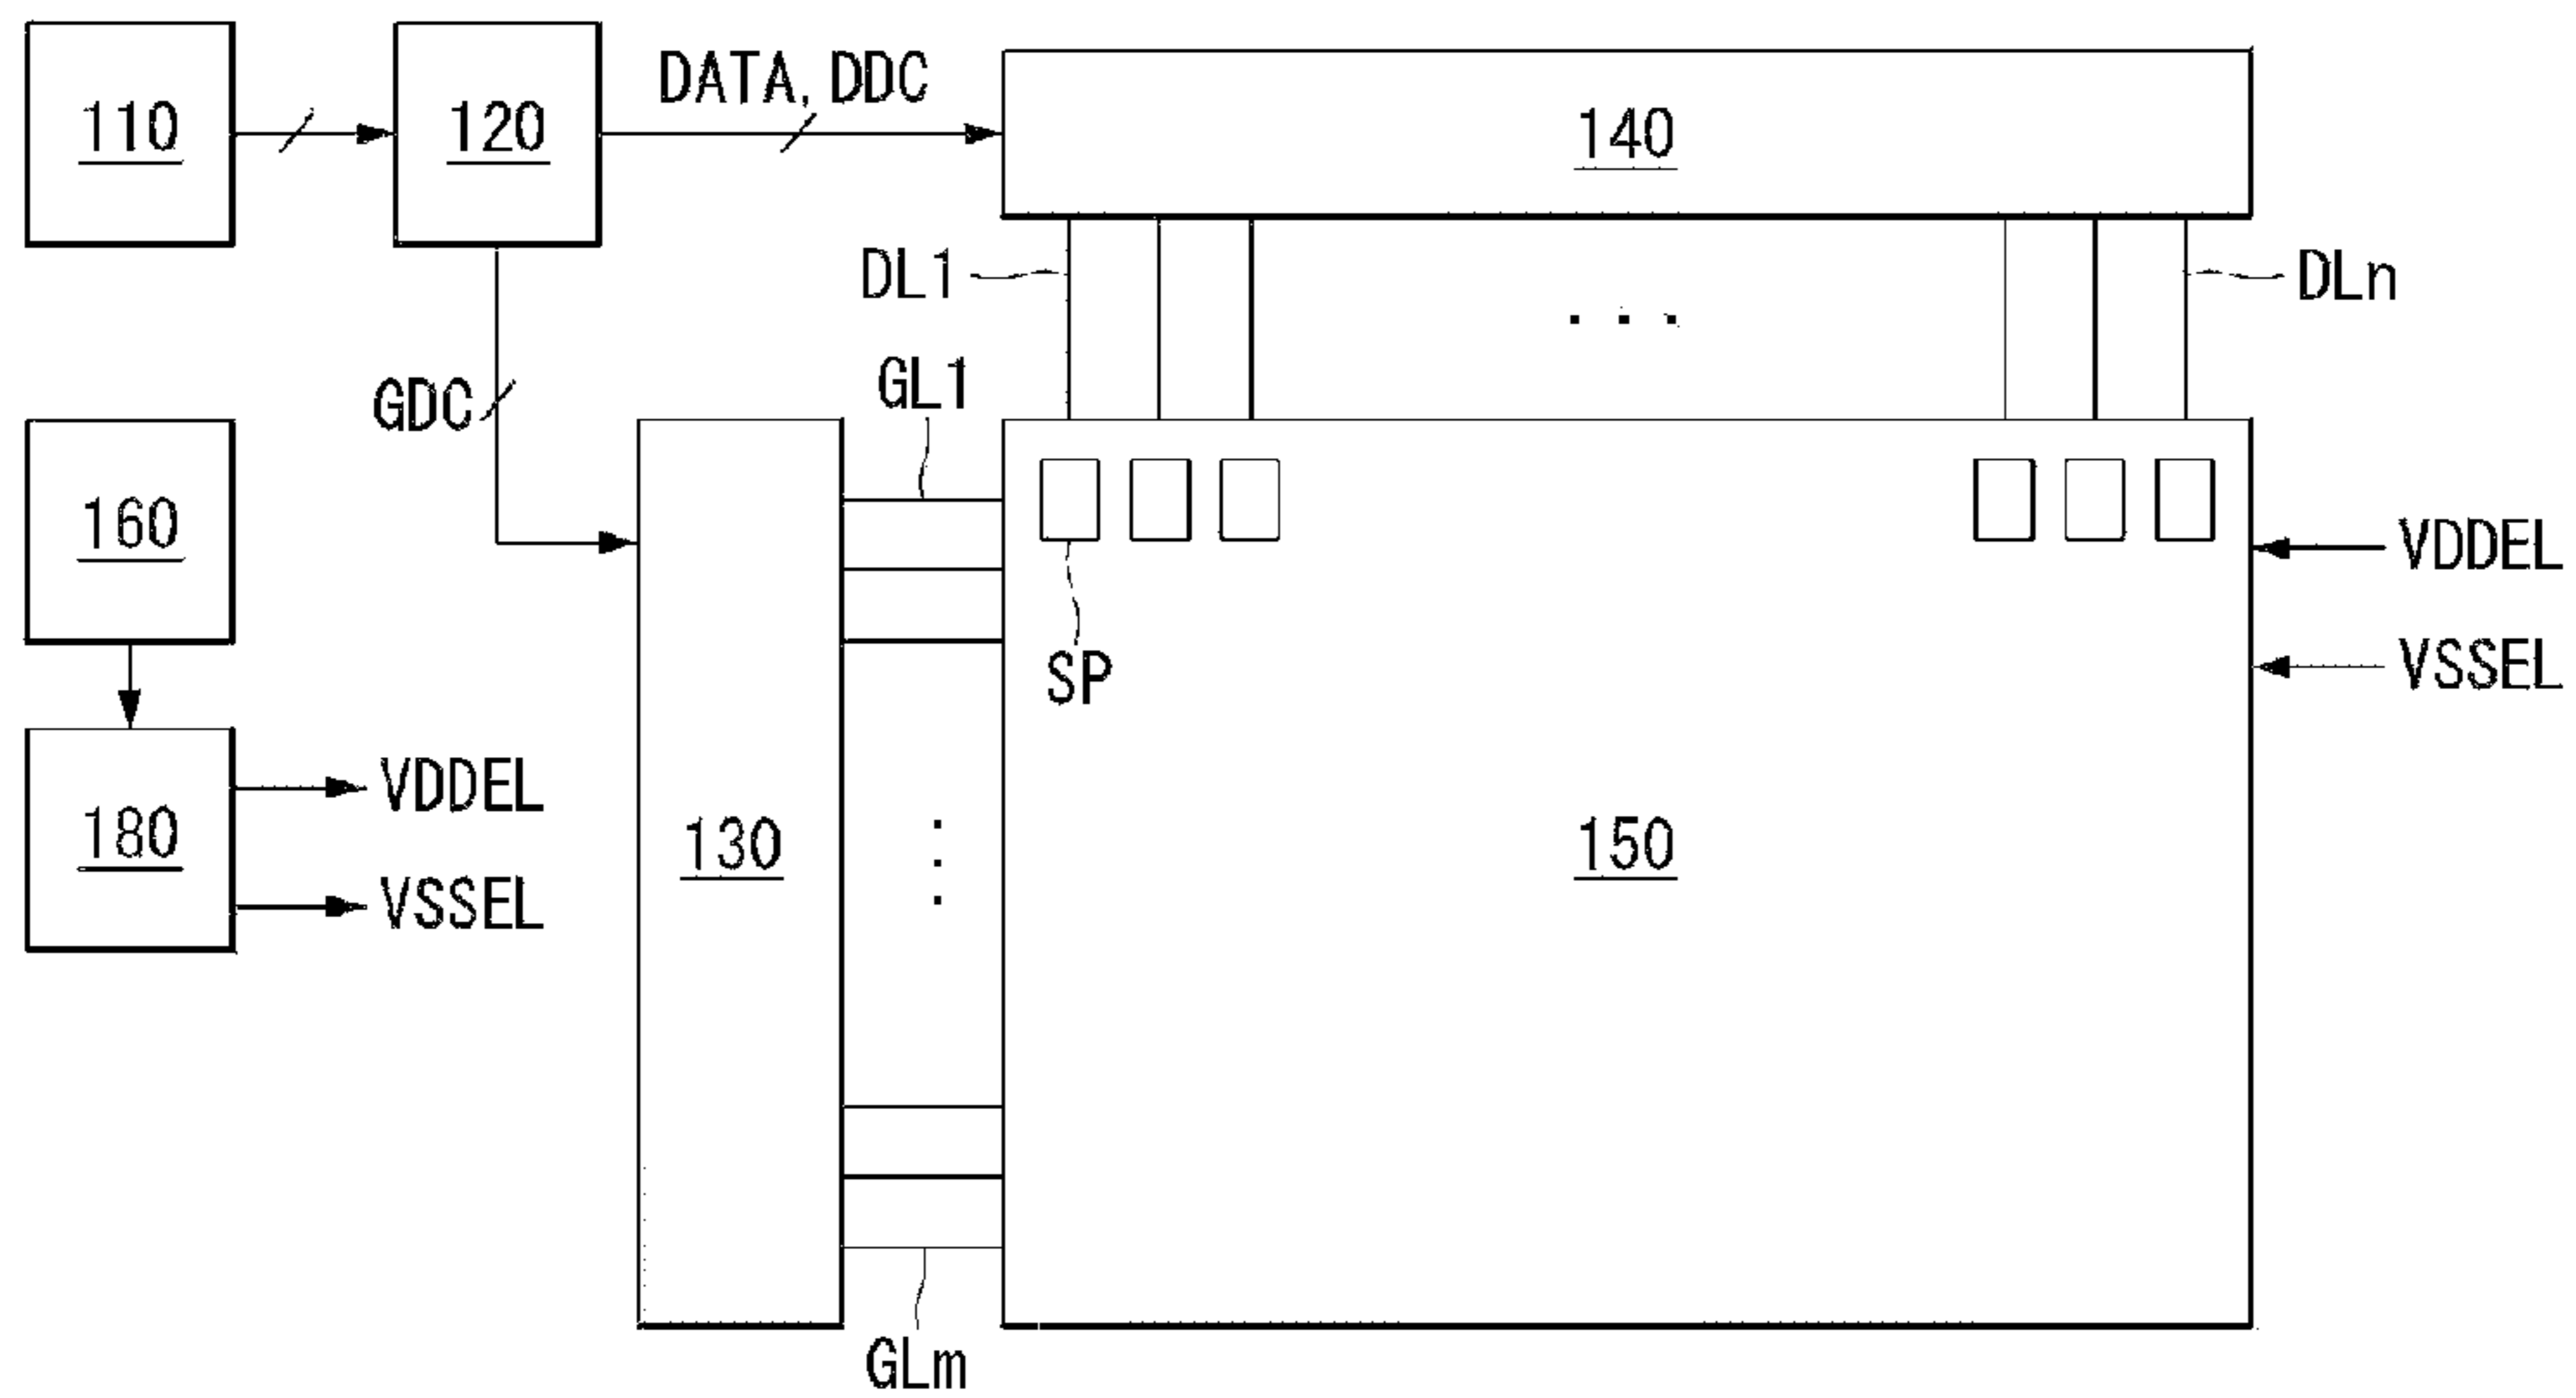 110
120
DATA, DDC
140
DL1
DLn
GDC
GL1
160
SP
VDDEL
VSSEL
180
VDDEL
VSSEL
130
150
GLm